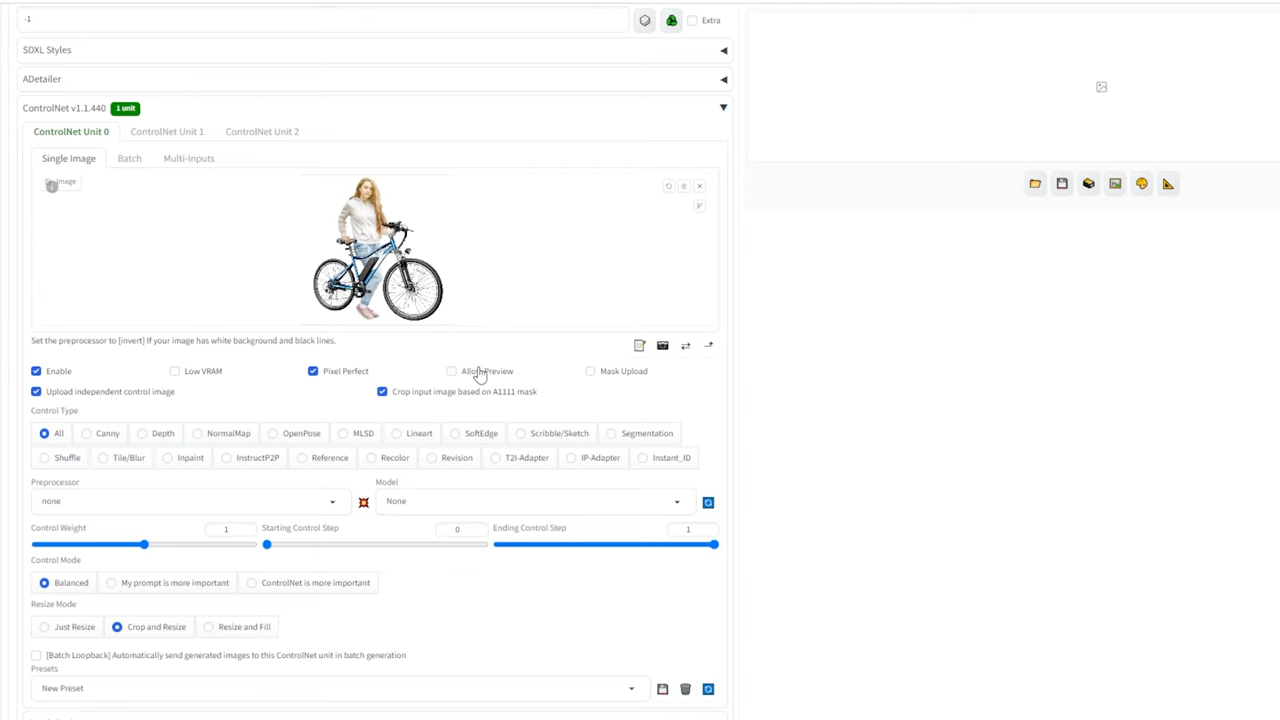 -1
Extra
SDXL Styles
ADetailer
ControlNet v1.1.440 1 unit
ControlNet Unit 0 ControlNet Unit 1 ControlNet Unit 2
Single Image Batch Multi-Inputs
Image
Set the preprocessor to [invert] If your image has white background and black lines.
Enable Low VRAM Pixel Perfect Allow Preview Mask Upload
Upload independent control image Crop input image based on A1111 mask
Control Type
All Canny Depth NormalMap OpenPose MLSD Lineart SoftEdge Scribble/Sketch Segmentation
Shuffle Tile/Blur Inpaint InstructP2P Reference Recolor Revision T2I-Adapter IP-Adapter Instant_ID
Preprocessor Model
none None
Control Weight 1 Starting Control Step 0 Ending Control Step 1
Control Mode
Balanced My prompt is more important ControlNet is more important
Resize Mode
Just Resize Crop and Resize Resize and Fill
[Batch Loopback] Automatically send generated images to this ControlNet unit in batch generation
Presets
New Preset